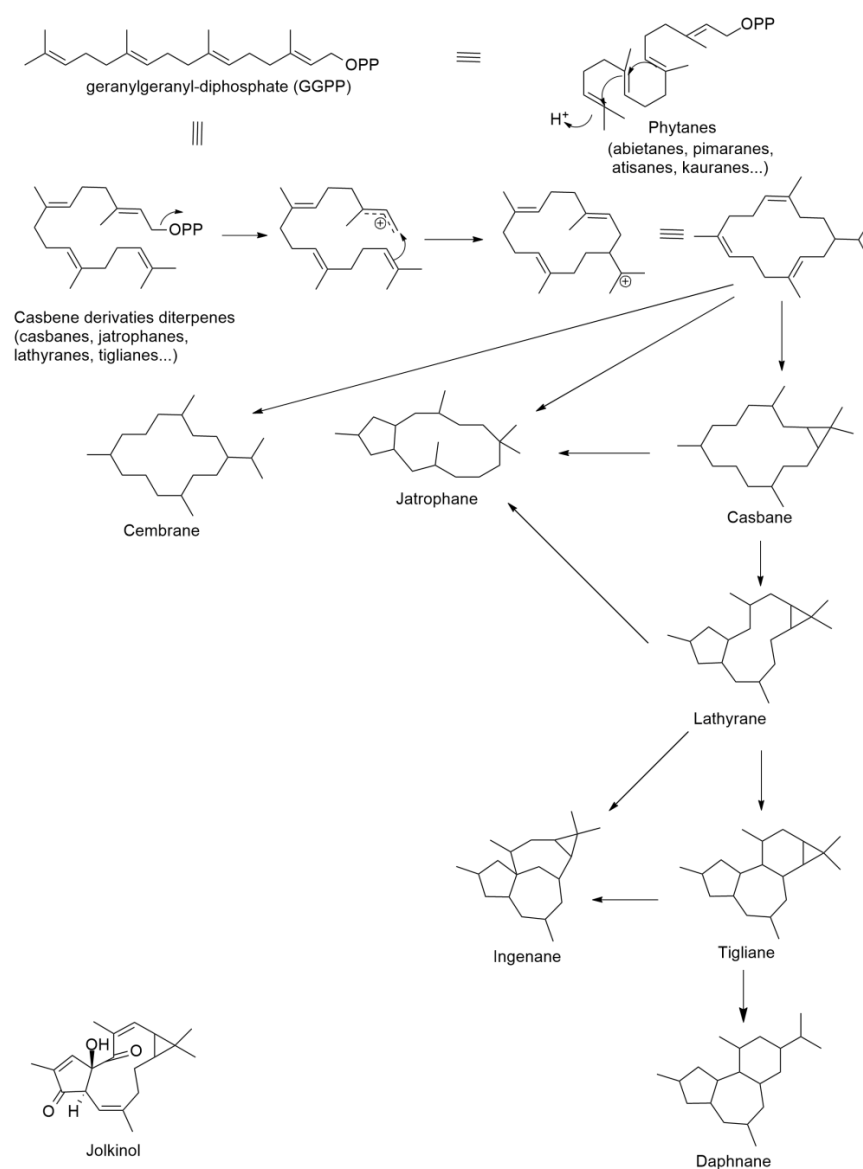 OPP
geranylgeranyl-diphosphate (GGPP)
OPP
H+
Phytanes
(abietanes, pimaranes,
atisanes, kauranes...)
OPP
⊕
⊕
Casbene derivaties diterpenes
(casbanes, jatrophanes,
lathyranes, tiglianes...)
Cembrane
Jatrophane
Casbane
Lathyrane
Ingenane
Tigliane
OH
O
O
H
Jolkinol
Daphnane